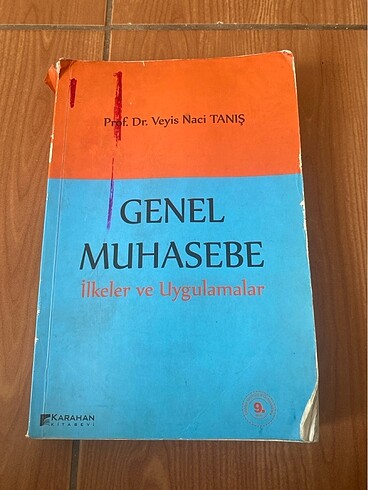 Prof. Dr. Veyis Naci TANIŞ
GENEL
MUHASEBE
İlkeler ve Uygulamalar
KARAHAN
KİTABEVİ
9.